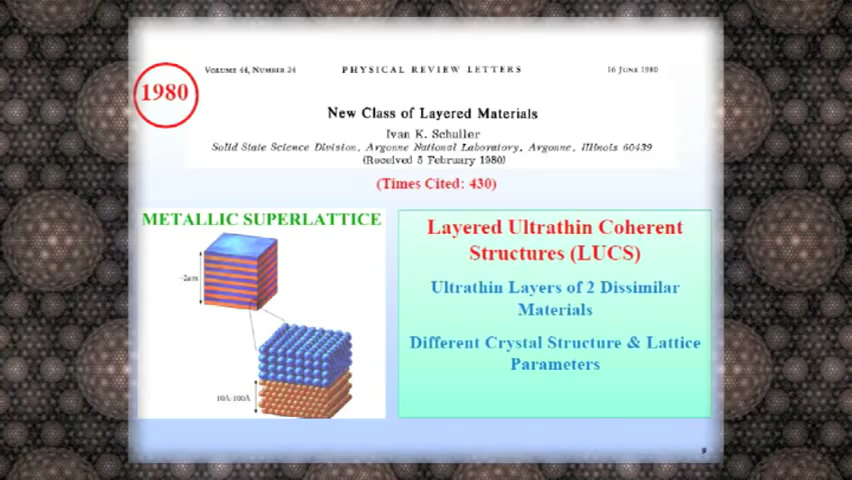 1980
VOLUME 44, NUMBER 24 PHYSICAL REVIEW LETTERS 16 JUNE 1980
New Class of Layered Materials
Ivan K. Schuller
Solid State Science Division, Argonne National Laboratory, Argonne, Illinois 60439
(Received 5 February 1980)
(Times Cited: 430)
METALLIC SUPERLATTICE
10Å-100Å
Layered Ultrathin Coherent
Structures (LUCS)
Ultrathin Layers of 2 Dissimilar
Materials
Different Crystal Structure & Lattice
Parameters